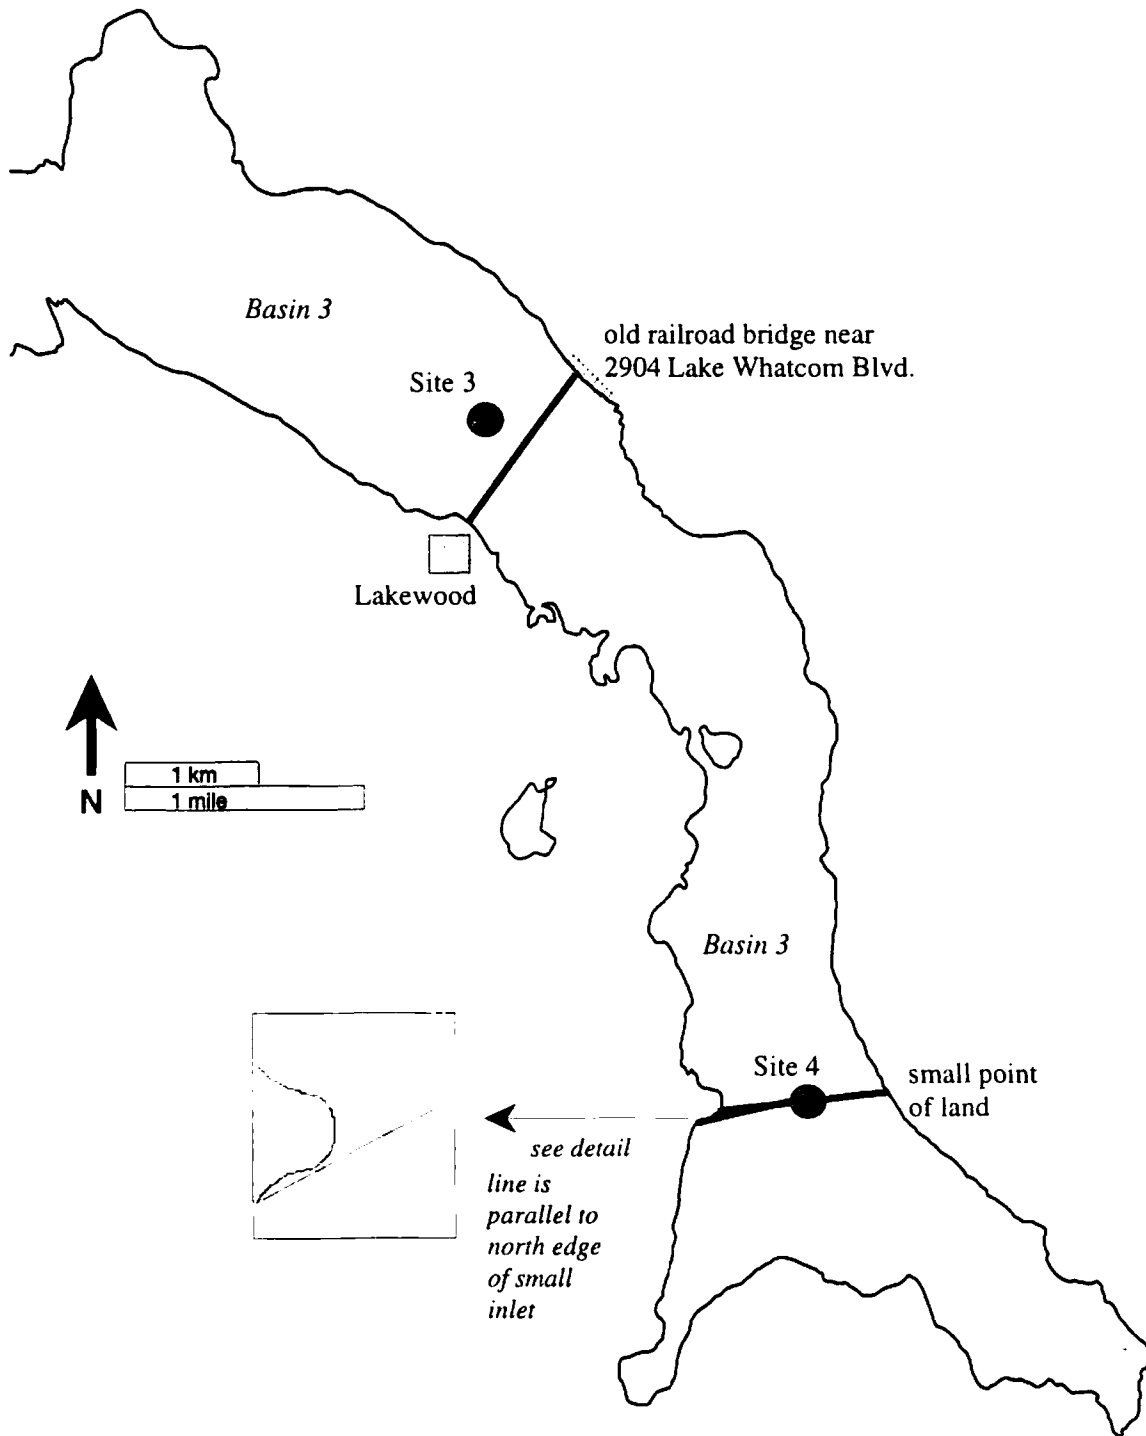 Basin 3
old railroad bridge near
2904 Lake Whatcom Blvd.
Site 3
Lakewood
1 km
1 mile
N
Basin 3
Site 4
small point
of land
see detail
line is
parallel to
north edge
of small
inlet